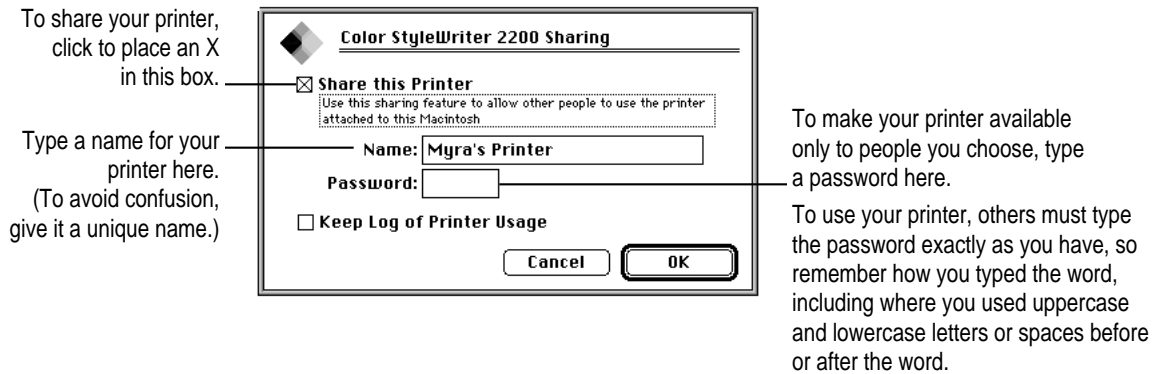 To share your printer,
click to place an X
in this box.
Type a name for your
printer here.
(To avoid confusion,
give it a unique name.)
Color StyleWriter 2200 Sharing
Share this Printer
Use this sharing feature to allow other people to use the printer
attached to this Macintosh
Name: Myra's Printer
Password:
Keep Log of Printer Usage
Cancel OK
To make your printer available
only to people you choose, type
a password here.
To use your printer, others must type
the password exactly as you have, so
remember how you typed the word,
including where you used uppercase
and lowercase letters or spaces before
or after the word.